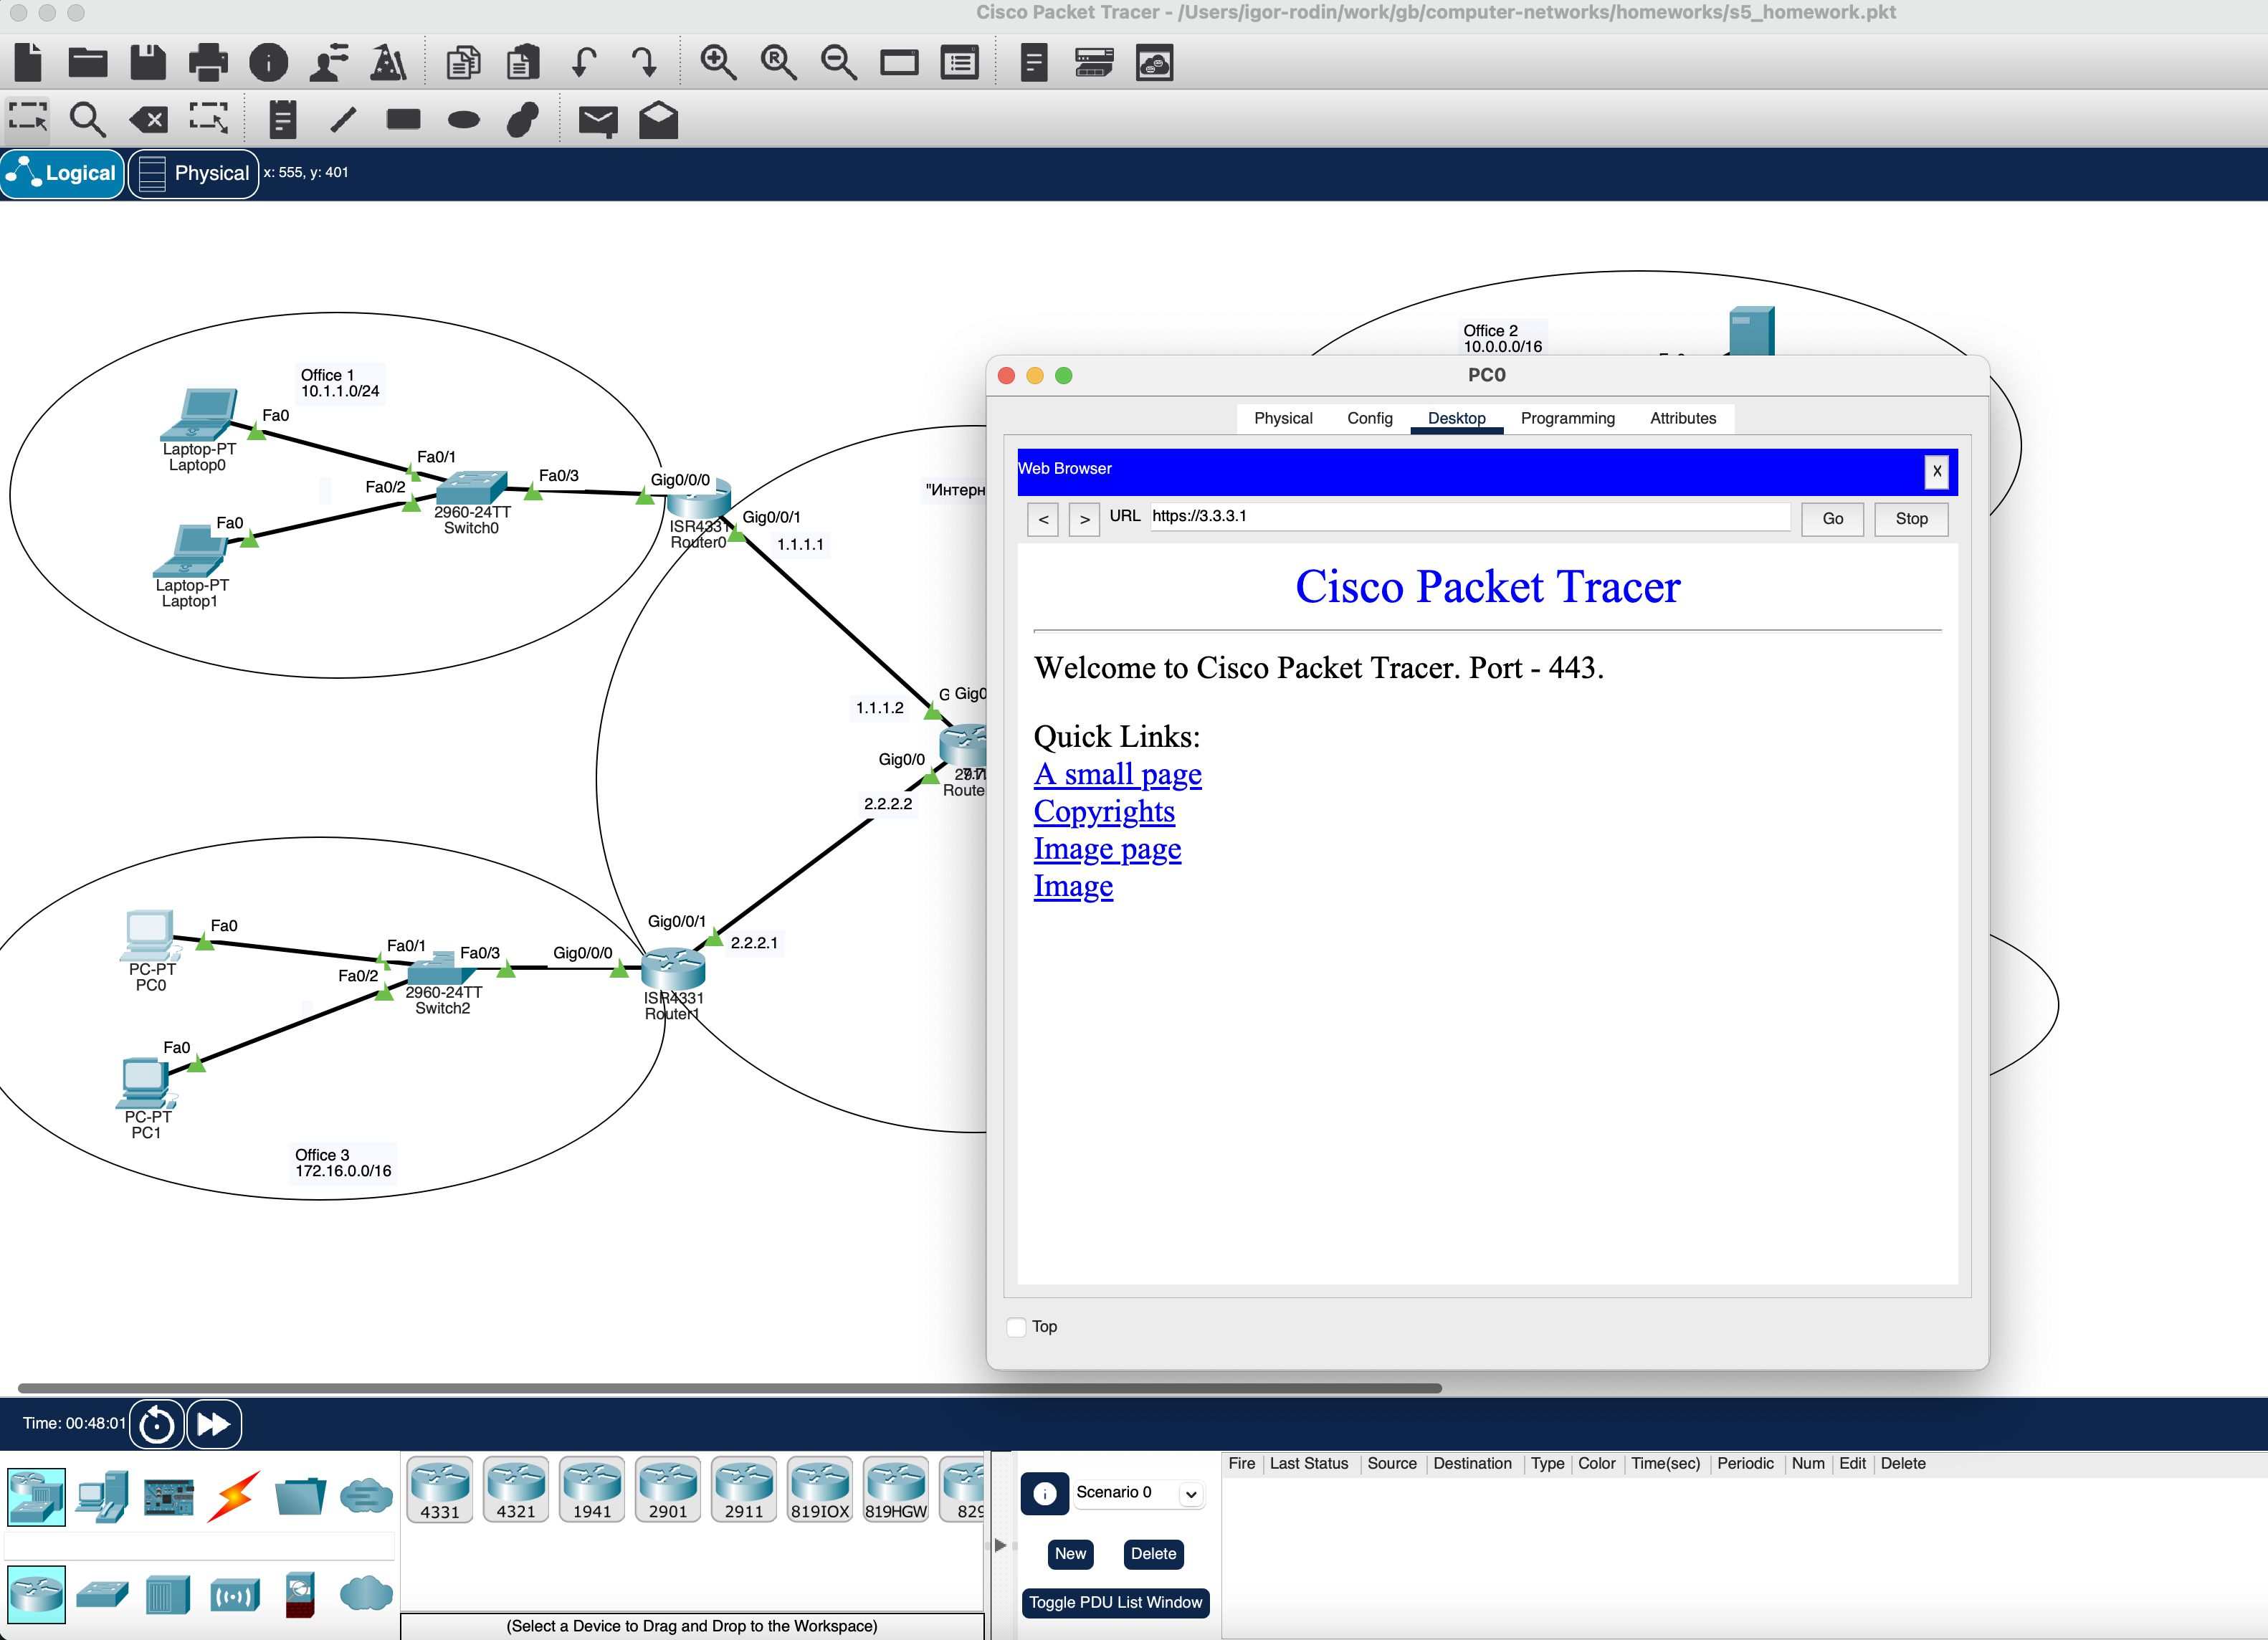 Cisco Packet Tracer - /Users/igor-rodin/work/gb/computer-networks/homeworks/s5_homework.pkt
Logical
Physical
x: 555, y: 401
Office 1
10.1.1.0/24
Fa0
Laptop-PT
Laptop0
Fa0/1
Fa0/2
Fa0/3
Gig0/0/0
2960-24TT
Switch0
Fa0
Laptop-PT
Laptop1
ISR4331
Router0
Gig0/0/1
1.1.1.1
"Интерн
Office 2
10.0.0.0/16
1.1.1.2
G Gig0
Gig0/0
Route
2.2.2.2
Gig0/0/1
2.2.2.1
Fa0
PC-PT
PC0
Fa0/1
Fa0/2
Fa0/3
Gig0/0/0
2960-24TT
Switch2
ISR4331
Router1
Fa0
PC-PT
PC1
Office 3
172.16.0.0/16
PC0
Physical
Config
Desktop
Programming
Attributes
Web Browser
X
<
>
URL
https://3.3.3.1
Go
Stop
Cisco Packet Tracer
Welcome to Cisco Packet Tracer. Port - 443.
Quick Links:
A small page
Copyrights
Image page
Image
Top
Time: 00:48:01
4331
4321
1941
2901
2911
819IOX
819HGW
829
(Select a Device to Drag and Drop to the Workspace)
Scenario 0
New
Delete
Toggle PDU List Window
Fire
Last Status
Source
Destination
Type
Color
Time(sec)
Periodic
Num
Edit
Delete